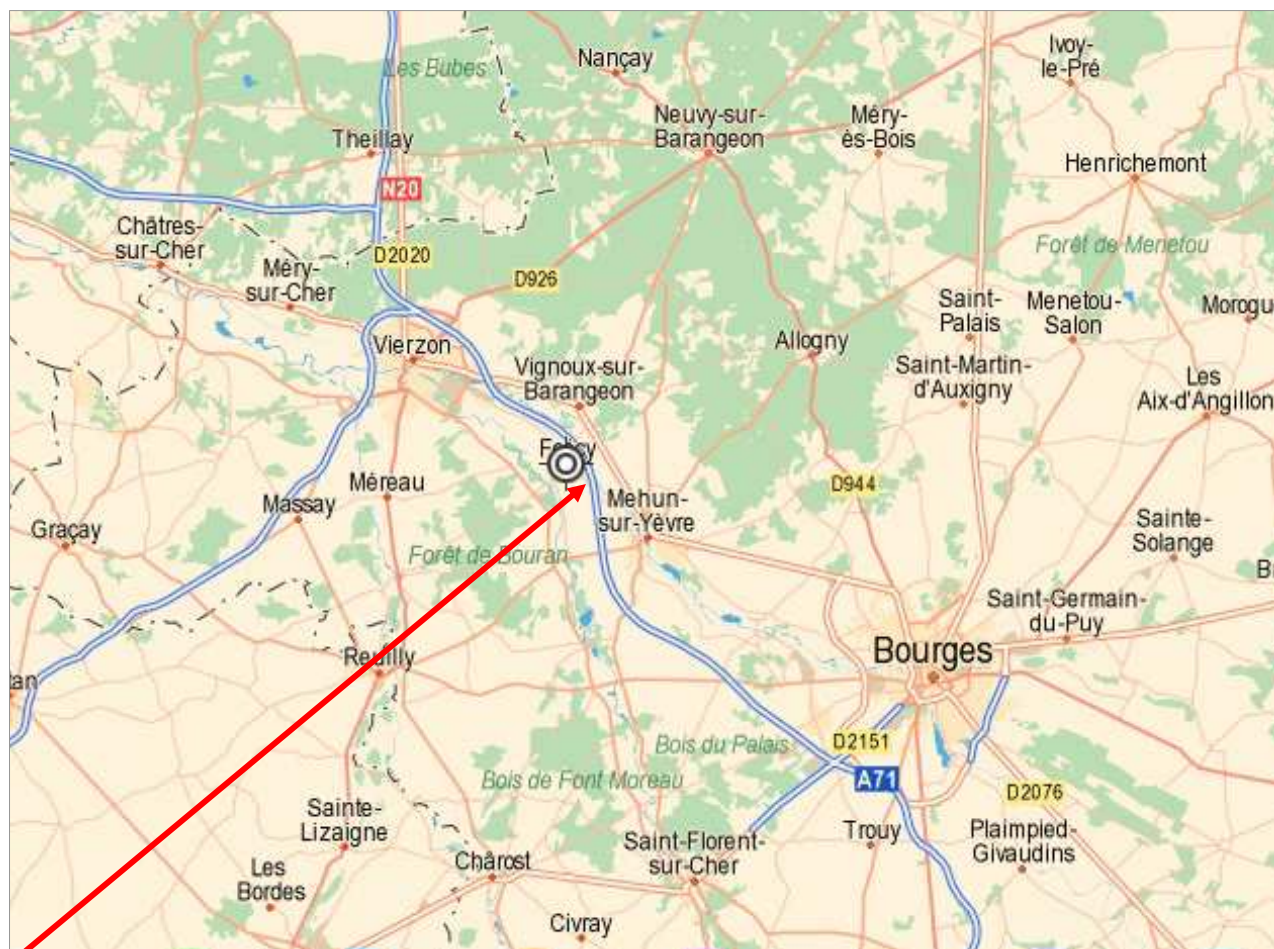 Nançay
Ivoy-
le-Pré
Les Bubes
Neuvy-sur-
Barangeon
Méry-
ès-Bois
Theillay
Henrichemont
N20
Châtres-
sur-Cher
Forêt de Menetou
D2020
Méry-
sur-Cher
D926
Saint-
Palais
Menetou-
Salon
Morogu
Vierzon
Allogny
Vignoux-sur-
Barangeon
Saint-Martin-
d'Auxigny
Les
Aix-d'Angillon
Méreau
D944
Massay
Mehun-
sur-Yèvre
Graçay
Sainte-
Solange
Forêt de Bouran
B
Saint-Germain-
du-Puy
Bourges
Reuilly
tan
Bois du Palais
D2151
Bois de Font Moreau
A71
D2076
Sainte-
Lizaigne
Trouy
Plaimpied-
Givaudins
Saint-Florent-
sur-Cher
Chârost
Les
Bordes
Civray